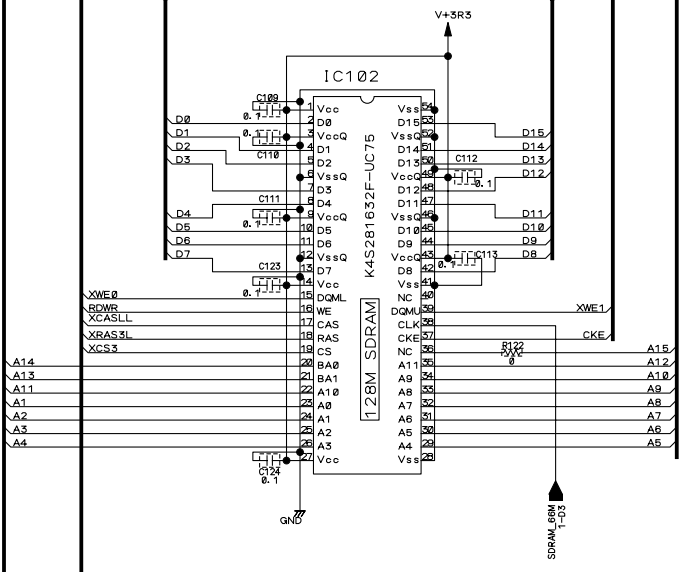 V+3R3
IC102
K4S281632F-UC75
128M SDRAM
C109
0.1
0.1
C110
C111
0.1
C123
0.1
C124
0.1
C112
0.1
C113
0.1
R122
0
D0
D1
D2
D3
D4
D5
D6
D7
XWE0
RDWR
XCASLL
XRAS3L
XCS3
A14
A13
A11
A1
A2
A3
A4
1 Vcc
2 D0
3 VccQ
4 D1
5 D2
6 VssQ
7 D3
8 D4
9 VccQ
10 D5
11 D6
12 VssQ
13 D7
14 Vcc
15 DQML
16 WE
17 CAS
18 RAS
19 CS
20 BA0
21 BA1
22 A10
23 A0
24 A1
25 A2
26 A3
27 Vcc
Vss 54
D15 53
VssQ 52
D14 51
D13 50
VccQ 49
D12 48
D11 47
VssQ 46
D10 45
D9 44
VccQ 43
D8 42
Vss 41
NC 40
DQMU 39
CLK 38
CKE 37
NC 36
A11 35
A9 34
A8 33
A7 32
A6 31
A5 30
A4 29
Vss 28
D15
D14
D13
D12
D11
D10
D9
D8
XWE1
CKE
A15
A12
A10
A9
A8
A7
A6
A5
GND
SDRAM_66M
1-D3